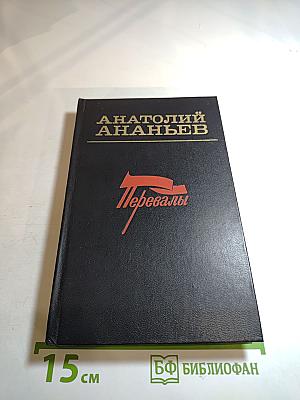 АНАТОЛИЙ
АНАНЬЕВ
Перевалы
15 см
БФ БИБЛИОФАН